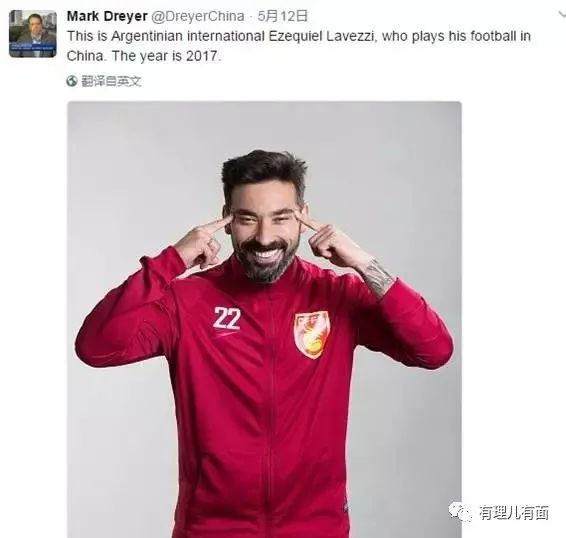 Mark Dreyer @DreyerChina · 5月12日
This is Argentinian international Ezequiel Lavezzi, who plays his football in
China. The year is 2017.
翻译自英文
22
有理儿有面